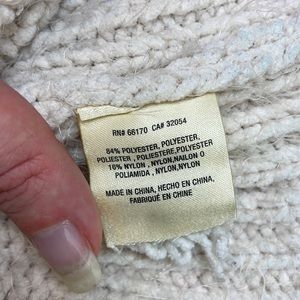 RN# 66170 CA# 32054
84% POLYESTER, POLYESTER,
POLIESTER , POLIESTERE,POLYESTER
16% NYLON , NYLON,NAILON O
POLIAMIDA , NYLON,NYLON
MADE IN CHINA, HECHO EN CHINA,
FABRIQUÉ EN CHINE